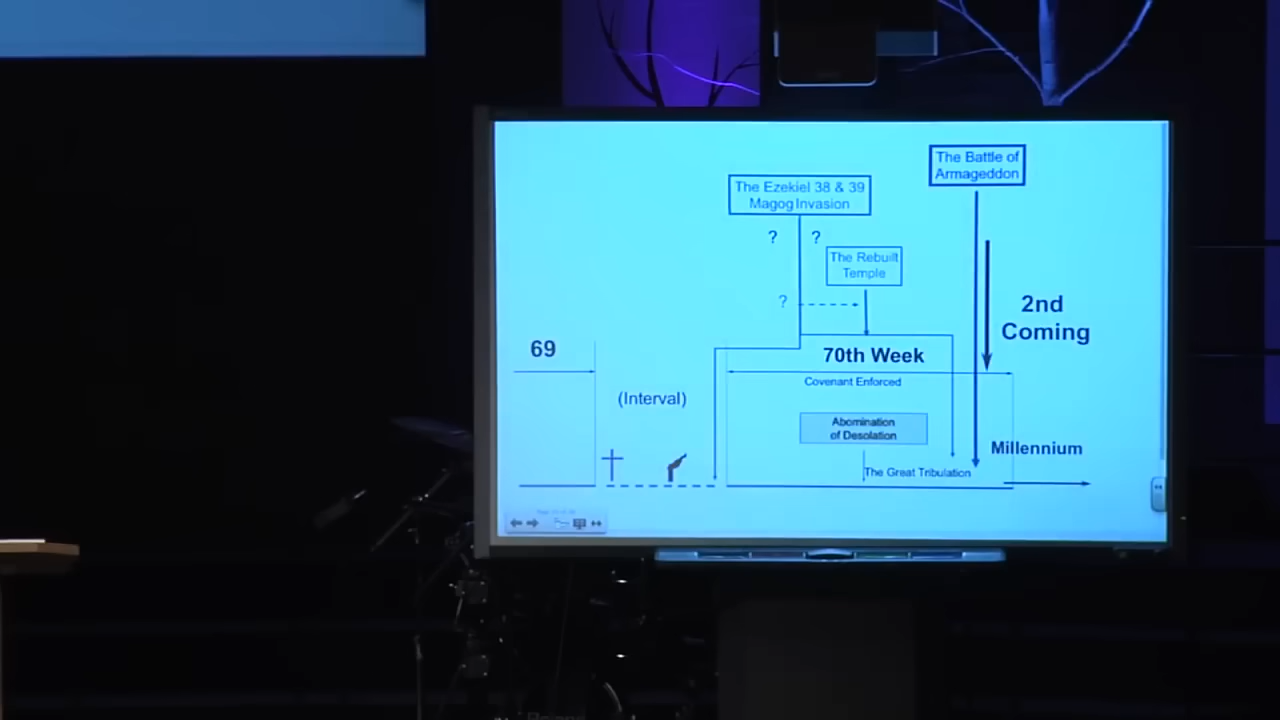 The Battle of
Armageddon
The Ezekiel 38 & 39
Magog Invasion
?
?
The Rebuilt
Temple
?
2nd
Coming
69
70th Week
Covenant Enforced
(Interval)
Abomination
of Desolation
Millennium
The Great Tribulation